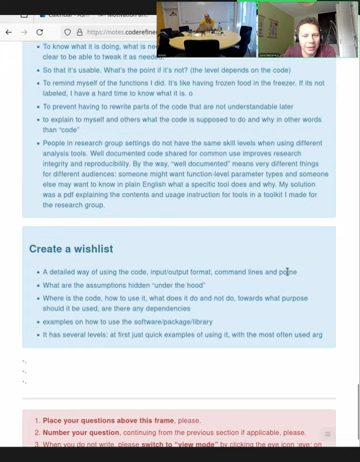 https://notes.coderefine
To know what it is doing, what is
clear to be able to tweak it as
So that it's usable. What's the point if it's not? (the level depends on the code)
To remind myself of the functions I did. It's like having frozen food in the freezer. If its not
labeled, I have a hard time to know what it is. o
To prevent having to rewrite parts of the code that are not understandable later
to explain to myself and others what the code is supposed to do and why in other words
than "code"
People in research group settings do not have the same skill levels when using different
analysis tools. Well documented code shared for common use improves research
integrity and reproducibility. By the way, "well documented" means very different things
for different audiences: someone might want function-level parameter types and someone
else may want to know in plain English what a specific tool does and why. My solution
was a pdf explaining the contents and usage instruction for tools in a toolkit I made for
the research group.
Create a wishlist
A detailed way of using the code, input/output format, command lines and
What are the assumptions hidden "under the hood"
Where is the code, how to use it, what does it do and not do, towards what purpose
should it be used, are there any dependencies
examples on how to use the software/package/library
It has several levels: at first just quick examples of using it, with the most often used arg
1. Place your questions above this frame, please.
2. Number your question, continuing from the previous section if applicable, please.
3. When you do not write, please switch to "view mode" by clicking the eye icon :eye: on